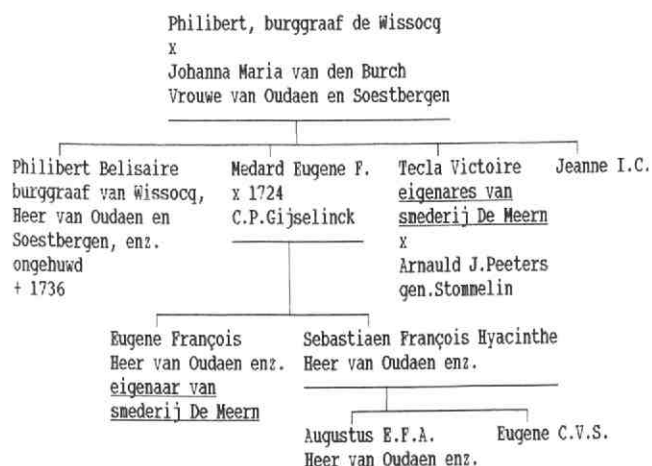 Philibert, burggraaf de Wissocq
x
Johanna Maria van den Burch
Vrouwe van Oudaen en Soestbergen
Philibert Belisaire
burggraaf van Wissocq,
Heer van Oudaen en
Soestbergen, enz.
ongehuwd
+ 1736
Medard Eugene F.
x 1724
C.P.Gijselinck
Tecla Victoire
eigenares van
smederij De Meern
x
Arnauld J.Peeters
gen.Stommelin
Jeanne I.C.
Eugene François
Heer van Oudaen enz.
eigenaar van
smederij De Meern
Sebastiaen François Hyacinthe
Heer van Oudaen enz.
Augustus E.F.A.
Heer van Oudaen enz.
Eugene C.V.S.